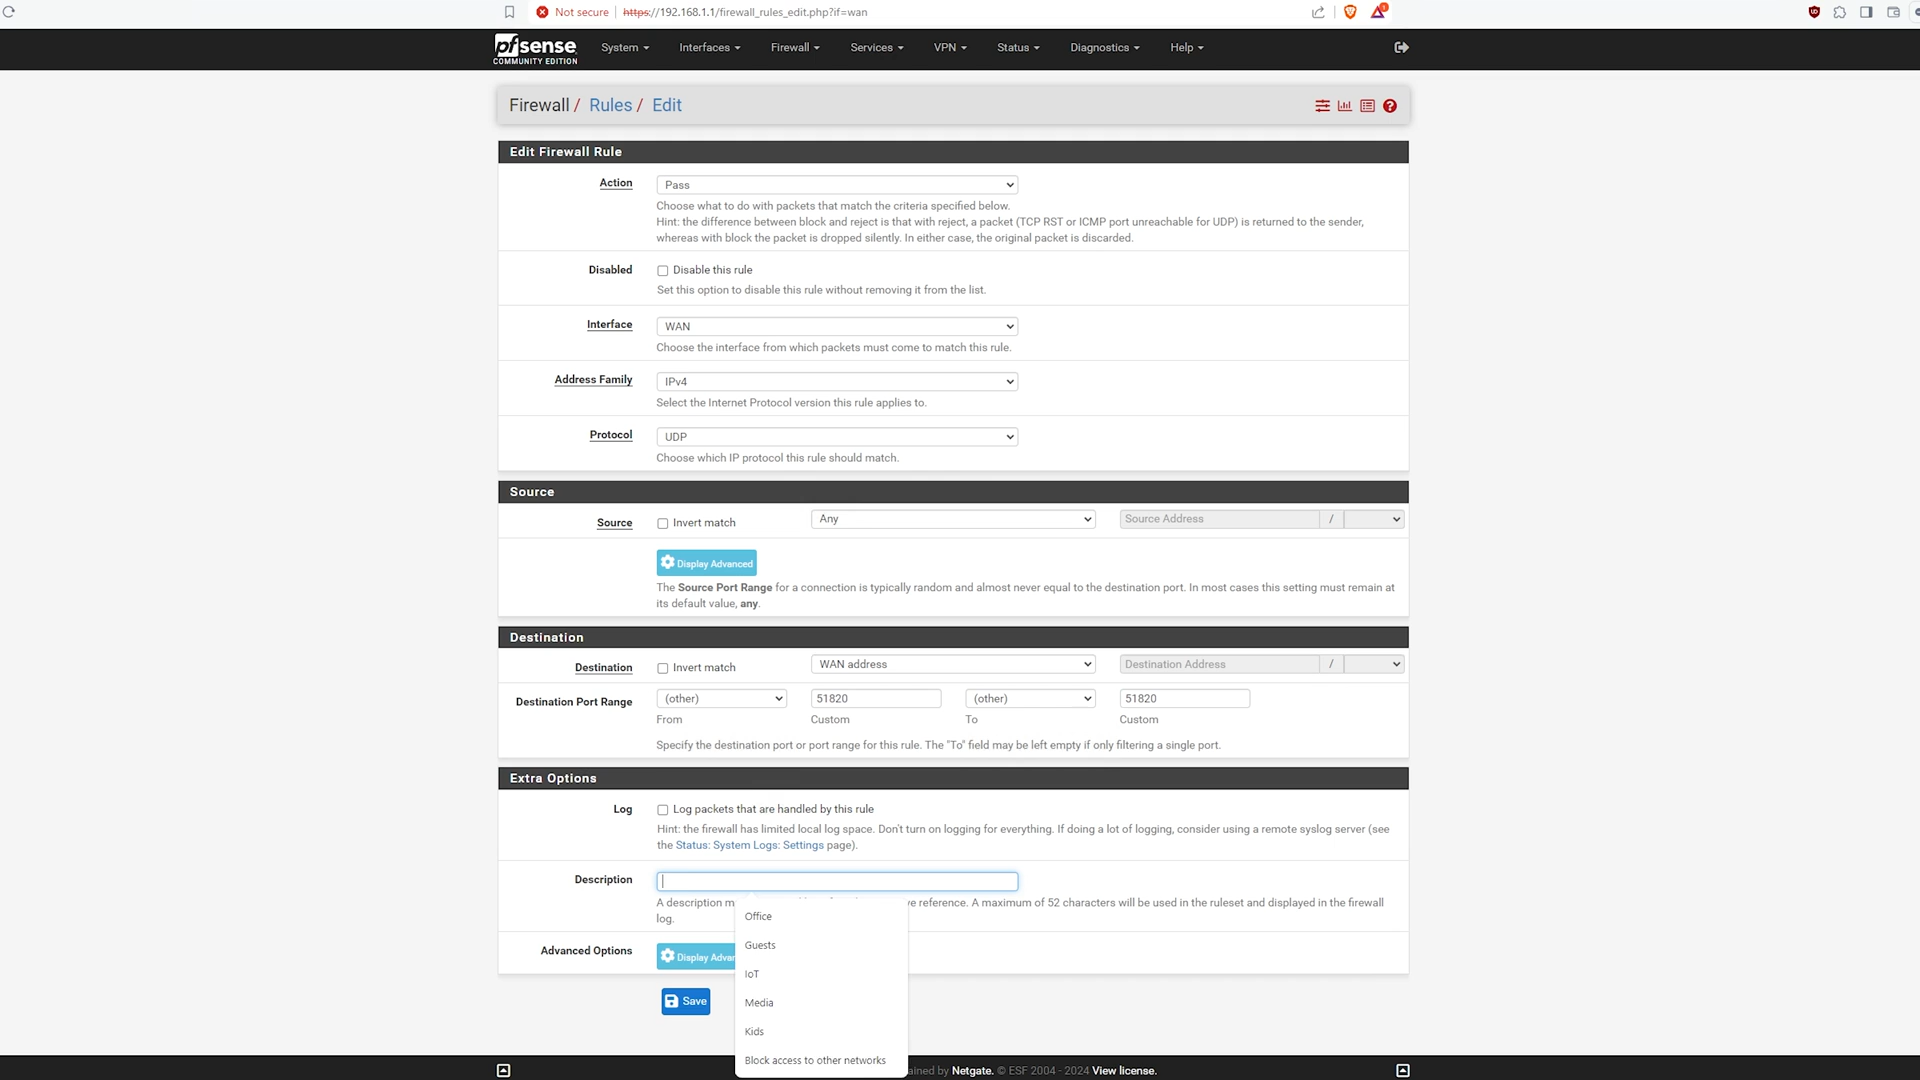 Not secure https://192.168.1.1/firewall_rules_edit.php?if=wan
pfsense
COMMUNITY EDITION
System Interfaces Firewall Services VPN Status Diagnostics Help
Firewall / Rules / Edit
Edit Firewall Rule
Action Pass
Choose what to do with packets that match the criteria specified below.
Hint: the difference between block and reject is that with reject, a packet (TCP RST or ICMP port unreachable for UDP) is returned to the sender,
whereas with block the packet is dropped silently. In either case, the original packet is discarded.
Disabled Disable this rule
Set this option to disable this rule without removing it from the list.
Interface WAN
Choose the interface from which packets must come to match this rule.
Address Family IPv4
Select the Internet Protocol version this rule applies to.
Protocol UDP
Choose which IP protocol this rule should match.
Source
Source Invert match Any Source Address /
Display Advanced
The Source Port Range for a connection is typically random and almost never equal to the destination port. In most cases this setting must remain at
its default value, any.
Destination
Destination Invert match WAN address Destination Address /
Destination Port Range (other) 51820 (other) 51820
From Custom To Custom
Specify the destination port or port range for this rule. The "To" field may be left empty if only filtering a single port.
Extra Options
Log Log packets that are handled by this rule
Hint: the firewall has limited local log space. Don't turn on logging for everything. If doing a lot of logging, consider using a remote syslog server (see
the Status: System Logs: Settings page).
Description
A description reference. A maximum of 52 characters will be used in the ruleset and displayed in the firewall
log.
Office
Guests
IoT
Media
Kids
Block access to other networks
Advanced Options Display
Save
by Netgate. © ESF 2004 - 2024 View license.